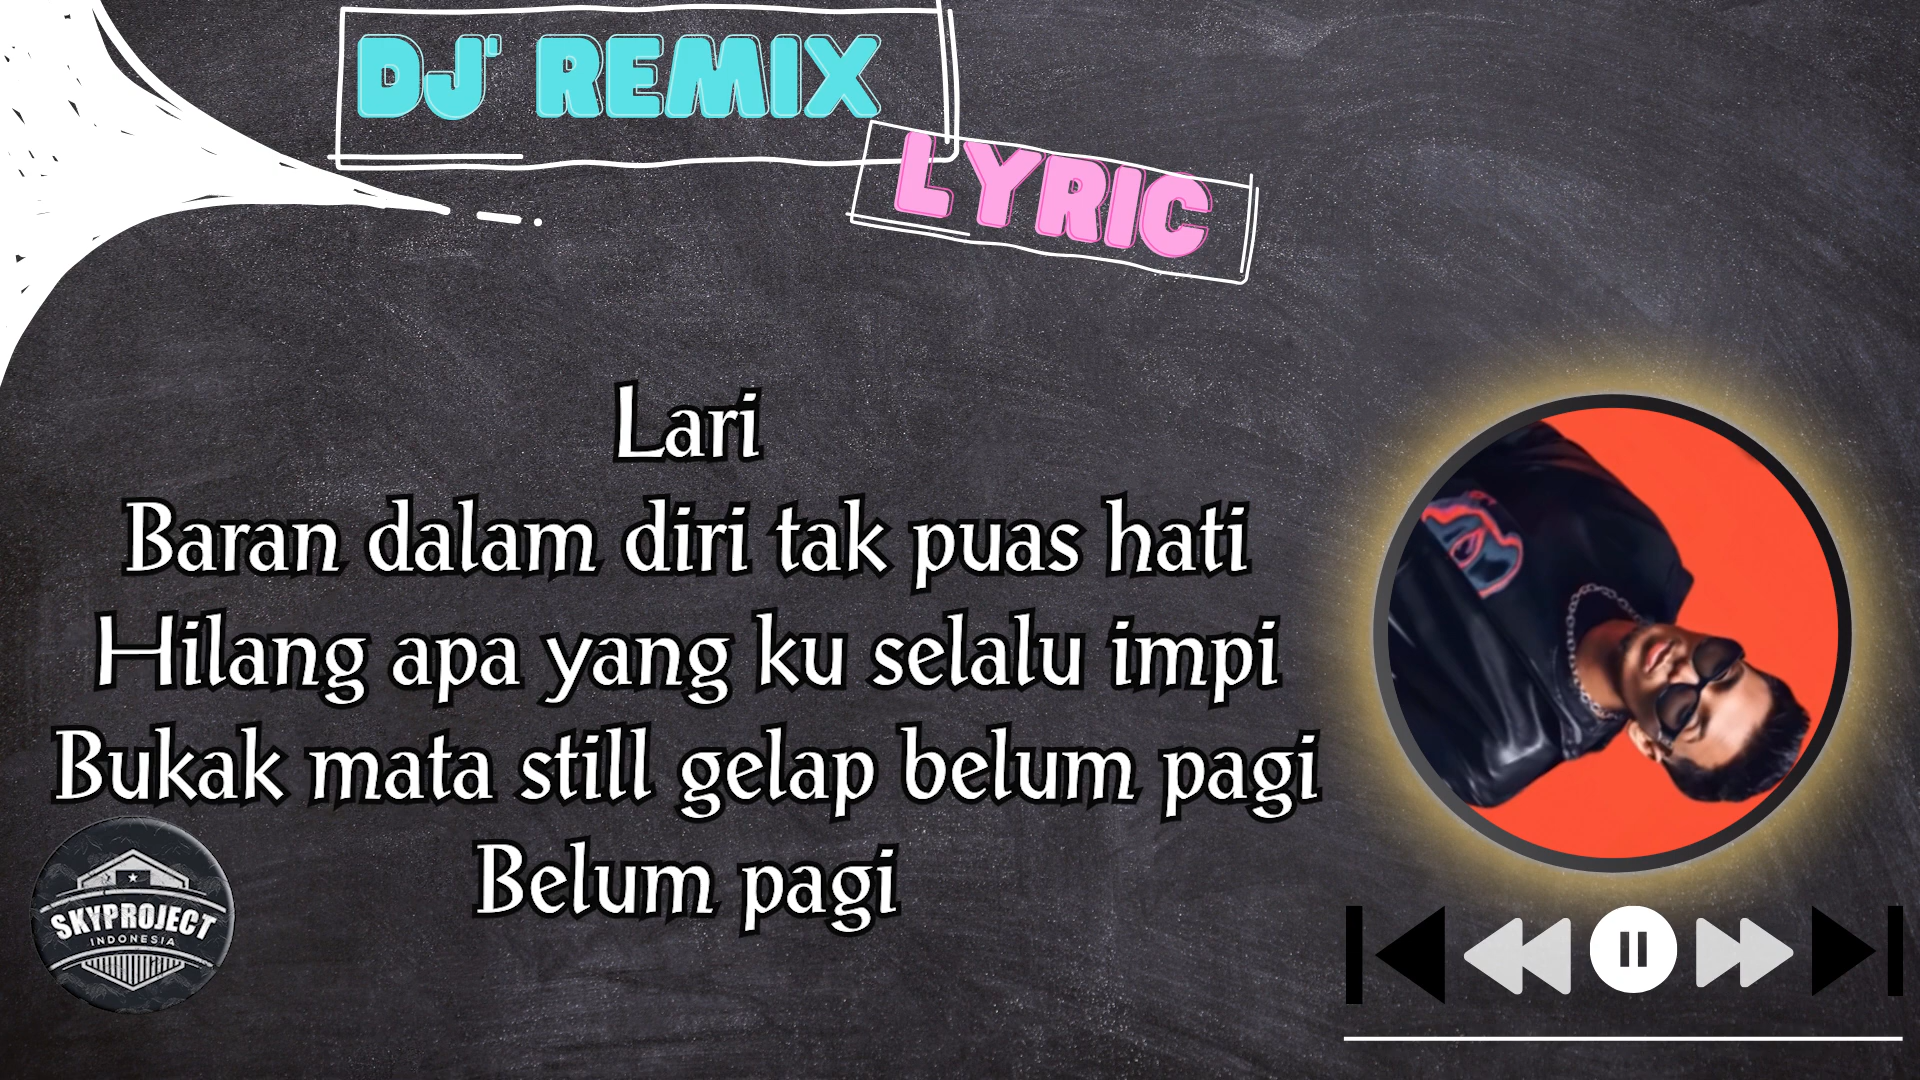 DJ' REMIX
LYRIC
Lari
Baran dalam diri tak puas hati
Hilang apa yang ku selalu impi
Bukak mata still gelap belum pagi
Belum pagi
SKYPROJECT
INDONESIA